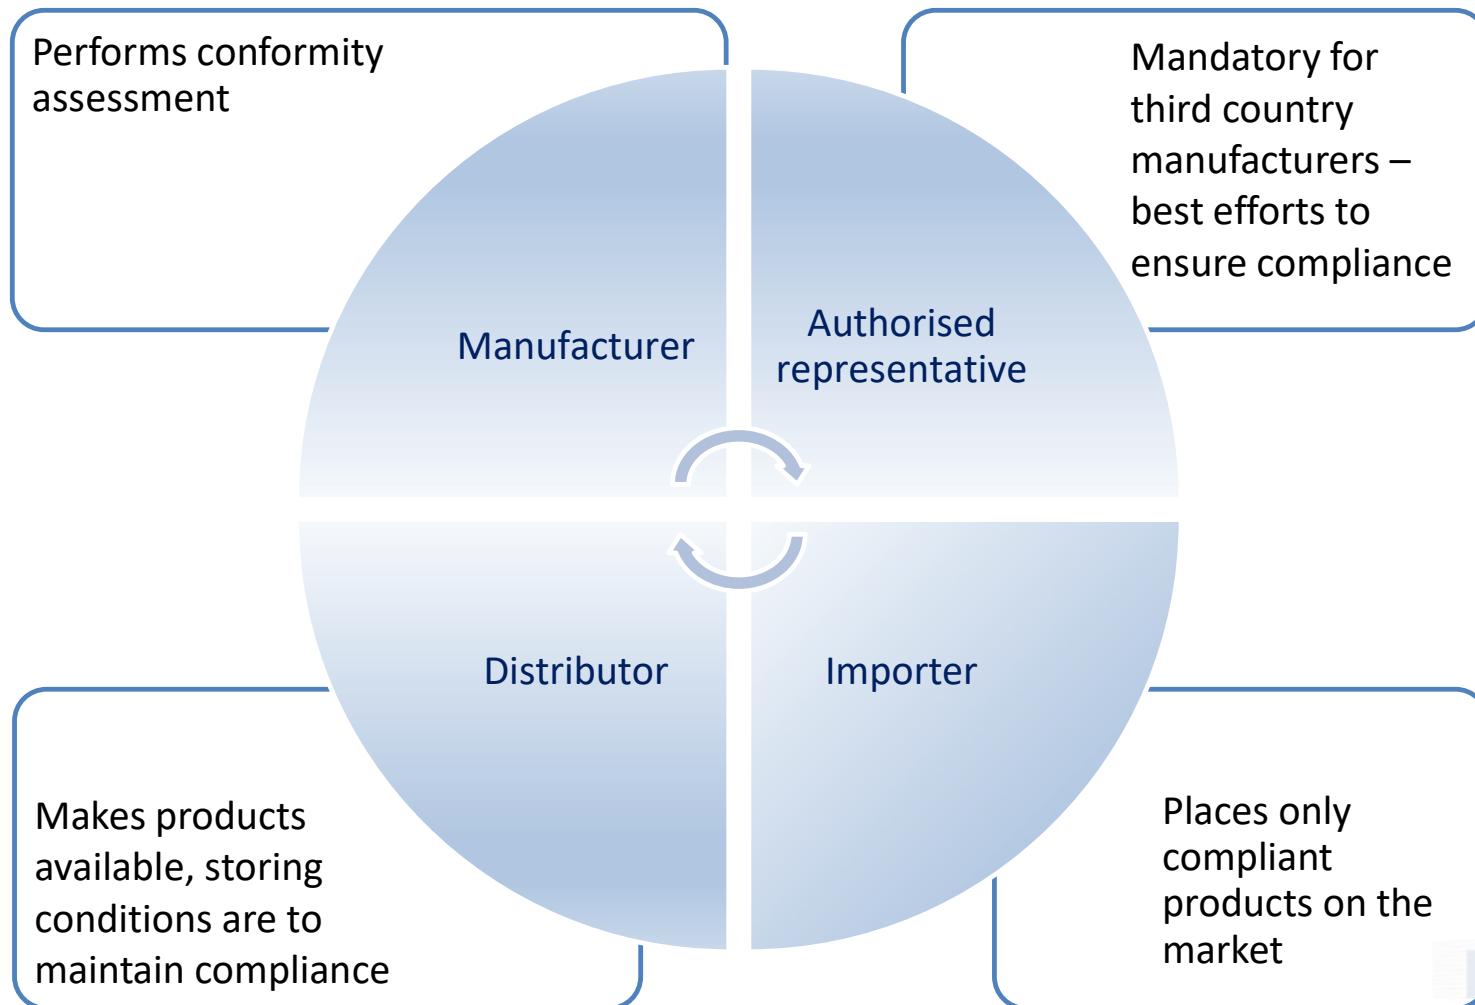 Performs conformity
assessment
Mandatory for
third country
manufacturers –
best efforts to
ensure compliance
Manufacturer
Authorised
representative
Distributor
Importer
Makes products
available, storing
conditions are to
maintain compliance
Places only
compliant
products on the
market